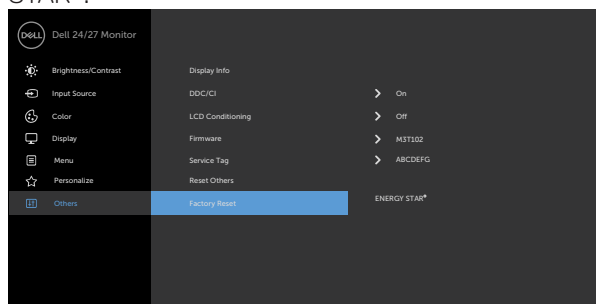 STAR®.
DELL Dell 24/27 Monitor
Brightness/Contrast Display Info
Input Source DDC/CI On
Color LCD Conditioning Off
Display Firmware M3T102
Menu Service Tag ABCDEFG
Personalize Reset Others
Others Factory Reset ENERGY STAR®